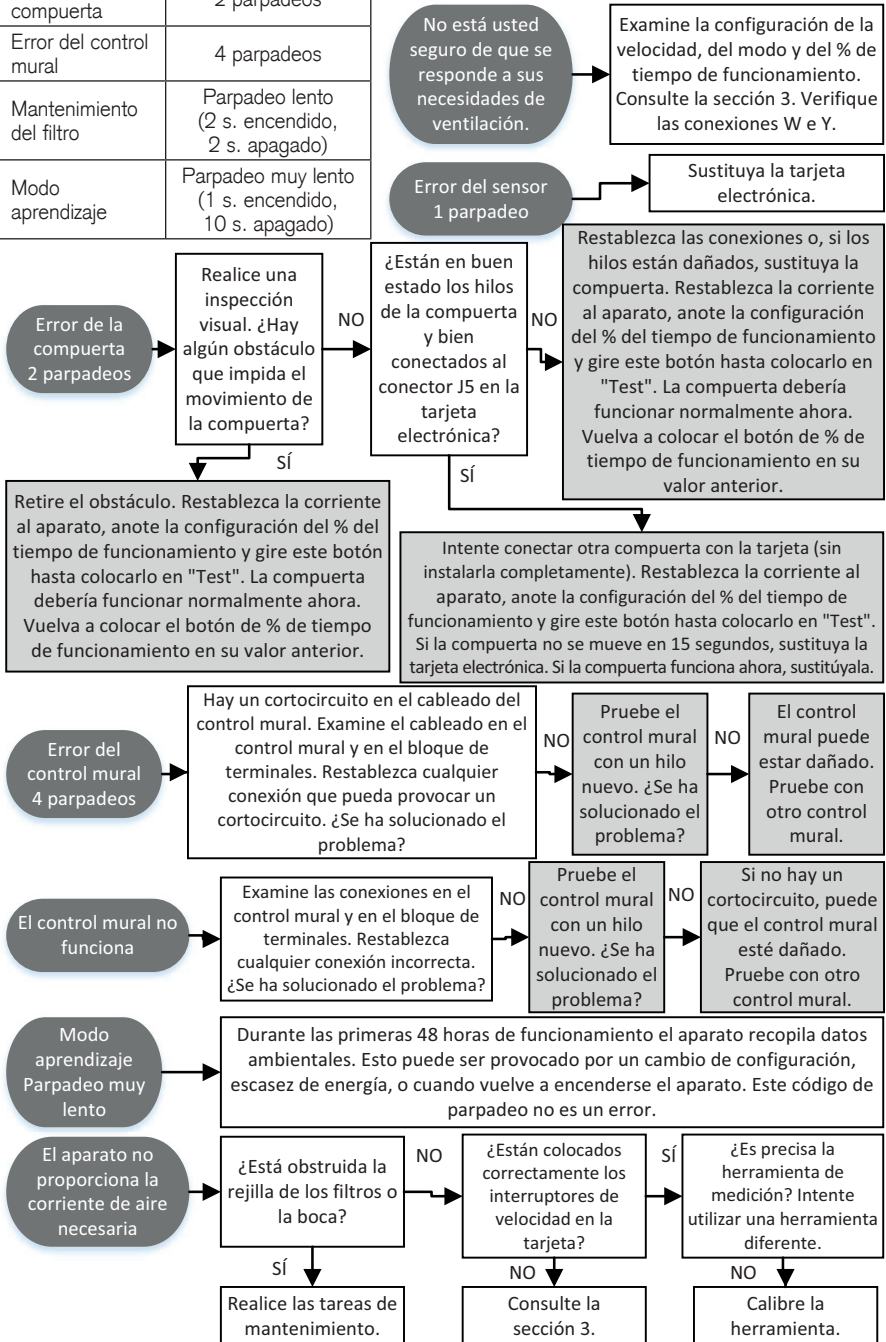 compuerta
2 parpadeos
Error del control
mural
4 parpadeos
Mantenimiento
del filtro
Parpadeo lento
(2 s. encendido,
2 s. apagado)
Modo
aprendizaje
Parpadeo muy lento
(1 s. encendido,
10 s. apagado)
No está usted
seguro de que se
responde a sus
necesidades de
ventilación.
Examine la configuración de la
velocidad, del modo y del % de
tiempo de funcionamiento.
Consulte la sección 3. Verifique
las conexiones W e Y.
Error del sensor
1 parpadeo
Sustituya la tarjeta
electrónica.
Error de la
compuerta
2 parpadeos
Realice una
inspección
visual. ¿Hay
algún obstáculo
que impida el
movimiento de
la compuerta?
NO
¿Están en buen
estado los hilos
de la compuerta
y bien
conectados al
conector J5 en la
tarjeta
electrónica?
NO
Restablezca las conexiones o, si los
hilos están dañados, sustituya la
compuerta. Restablezca la corriente
al aparato, anote la configuración
del % del tiempo de funcionamiento
y gire este botón hasta colocarlo en
"Test". La compuerta debería
funcionar normalmente ahora.
Vuelva a colocar el botón de % de
tiempo de funcionamiento en su
valor anterior.
SÍ
Retire el obstáculo. Restablezca la corriente
al aparato, anote la configuración del % del
tiempo de funcionamiento y gire este botón
hasta colocarlo en "Test". La compuerta
debería funcionar normalmente ahora.
Vuelva a colocar el botón de % de tiempo
de funcionamiento en su valor anterior.
SÍ
Intente conectar otra compuerta con la tarjeta (sin
instalarla completamente). Restablezca la corriente al
aparato, anote la configuración del % del tiempo de
funcionamiento y gire este botón hasta colocarlo en "Test".
Si la compuerta no se mueve en 15 segundos, sustituya la
tarjeta electrónica. Si la compuerta funciona ahora, sustitúyala.
Error del
control mural
4 parpadeos
Hay un cortocircuito en el cableado del
control mural. Examine el cableado en el
control mural y en el bloque de
terminales. Restablezca cualquier
conexión que pueda provocar un
cortocircuito. ¿Se ha solucionado el
problema?
NO
Pruebe el
control mural
con un hilo
nuevo. ¿Se ha
solucionado el
problema?
NO
El control
mural puede
estar dañado.
Pruebe con
otro control
mural.
El control mural no
funciona
Examine las conexiones en el
control mural y en el bloque de
terminales. Restablezca
cualquier conexión incorrecta.
¿Se ha solucionado el problema?
NO
Pruebe el
control mural
con un hilo
nuevo. ¿Se ha
solucionado el
problema?
NO
Si no hay un
cortocircuito, puede
que el control mural
esté dañado.
Pruebe con otro
control mural.
Modo
aprendizaje
Parpadeo muy
lento
Durante las primeras 48 horas de funcionamiento el aparato recopila datos
ambientales. Esto puede ser provocado por un cambio de configuración,
escasez de energía, o cuando vuelve a encenderse el aparato. Este código de
parpadeo no es un error.
El aparato no
proporciona la
corriente de aire
necesaria
¿Está obstruida la
rejilla de los filtros o
la boca?
NO
¿Están colocados
correctamente los
interruptores de
velocidad en la
tarjeta?
SÍ
¿Es precisa la
herramienta de
medición? Intente
utilizar una herramienta
diferente.
SÍ
Realice las tareas de
mantenimiento.
NO
Consulte la
sección 3.
NO
Calibre la
herramienta.